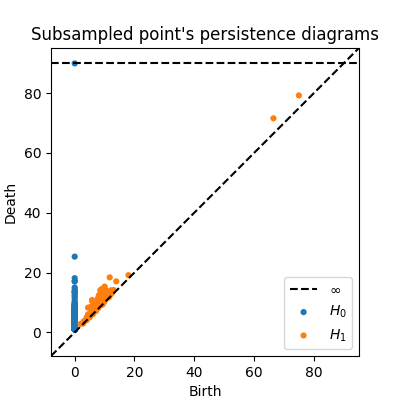 Subsampled point's persistence diagrams
Death
80
60
40
20
0
∞
H₀
H₁
0 20 40 60 80
Birth